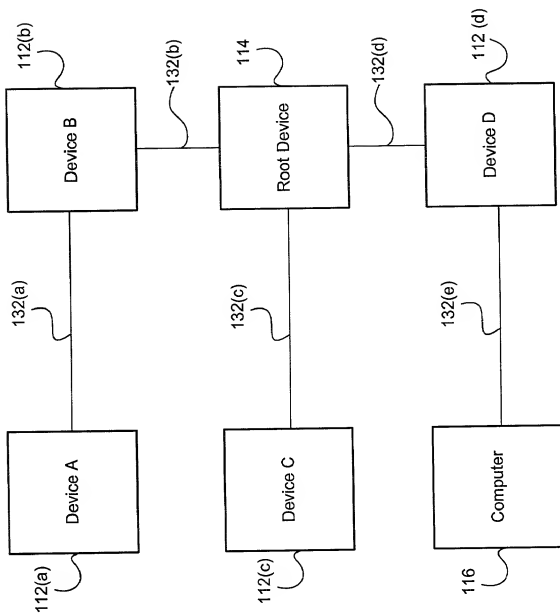 112(a)
132(a)
112(b)
Device A
Device B
132(b)
112(c)
132(c)
114
Device C
Root Device
132(d)
116
132(e)
112 (d)
Computer
Device D